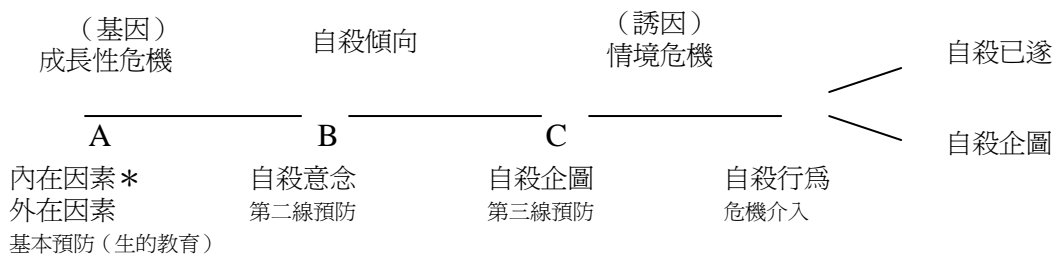 （基因）
成長性危機
自殺傾向
（誘因）
情境危機
自殺已遂
自殺企圖
A
B
C
內在因素＊
外在因素
基本預防（生的教育）
自殺意念
第二線預防
自殺企圖
第三線預防
自殺行為
危機介入